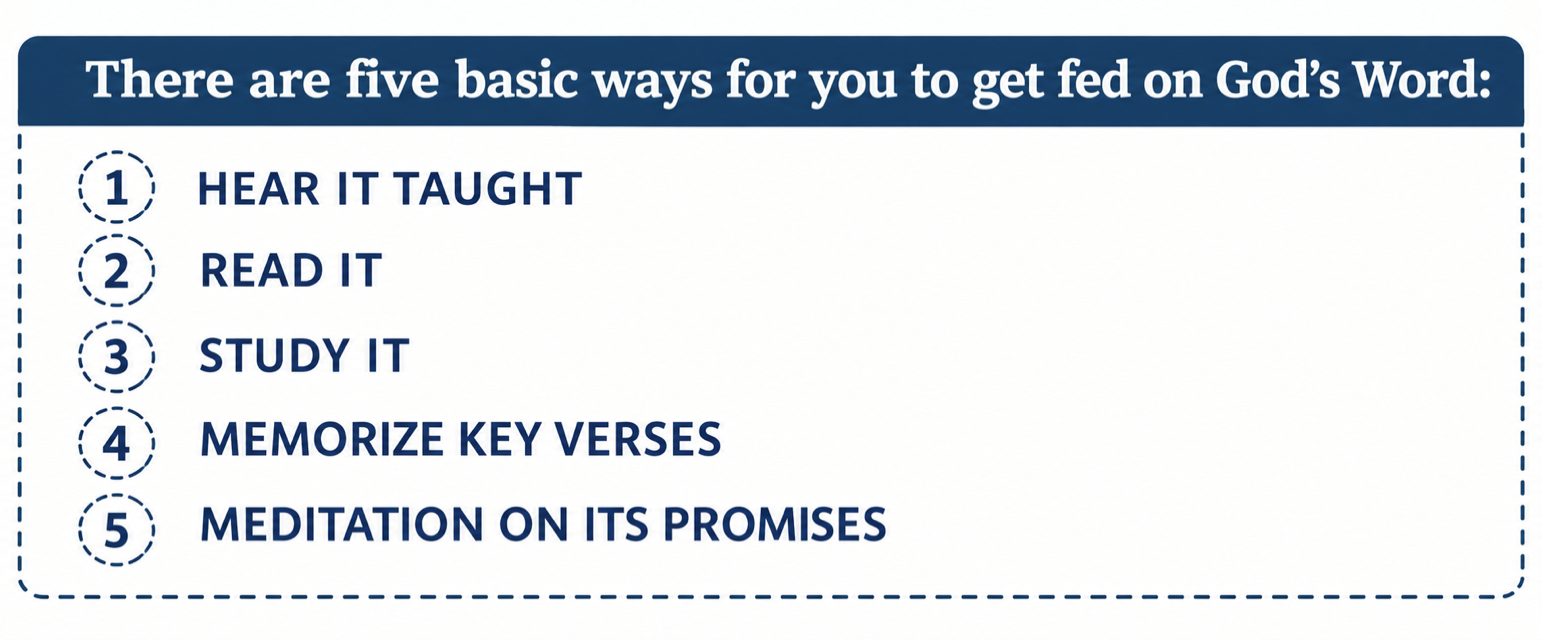 There are five basic ways for you to get fed on God’s Word:
1 HEAR IT TAUGHT
2 READ IT
3 STUDY IT
4 MEMORIZE KEY VERSES
5 MEDITATION ON ITS PROMISES